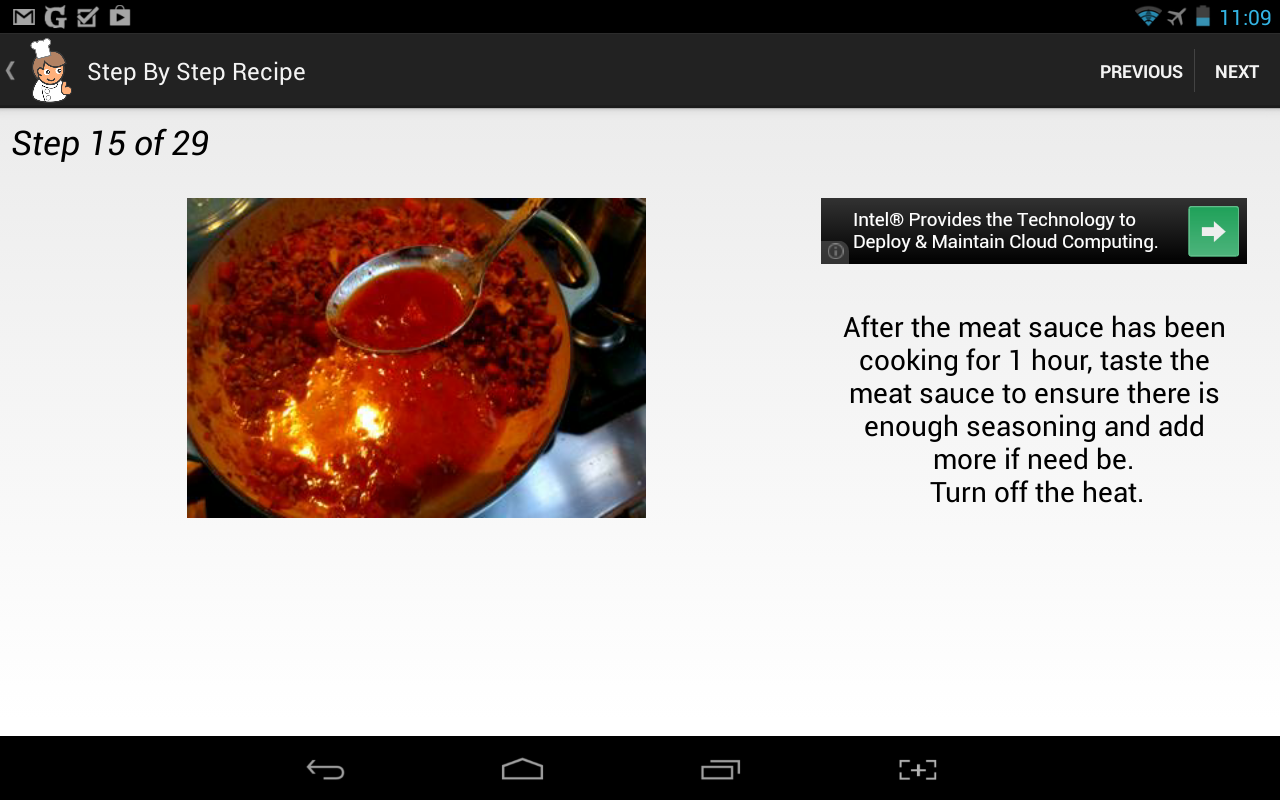 11:09
Step By Step Recipe
PREVIOUS
NEXT
Step 15 of 29
Intel® Provides the Technology to
Deploy & Maintain Cloud Computing.
After the meat sauce has been
cooking for 1 hour, taste the
meat sauce to ensure there is
enough seasoning and add
more if need be.
Turn off the heat.